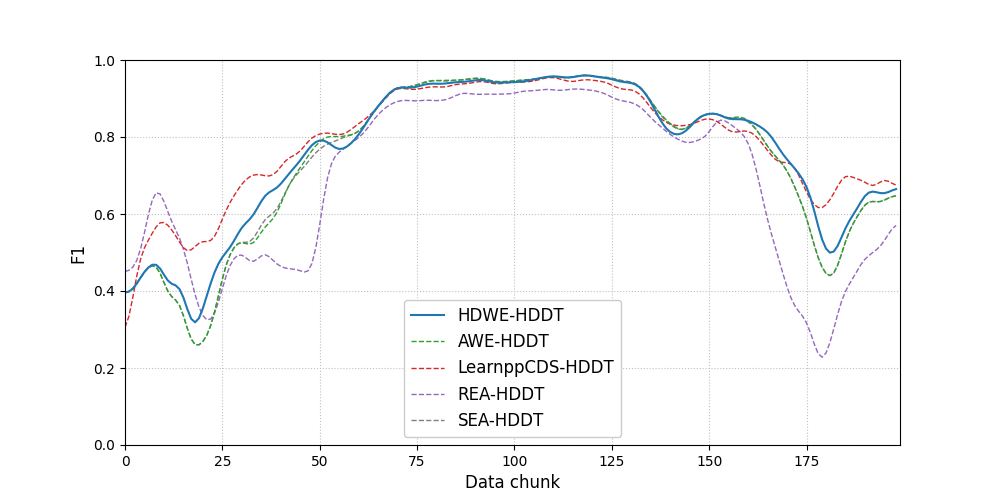 1.0
0.8
0.6
0.4
0.2
0.0
F1
0 25 50 75 100 125 150 175
Data chunk
HDWE-HDDT
AWE-HDDT
LearnppCDS-HDDT
REA-HDDT
SEA-HDDT